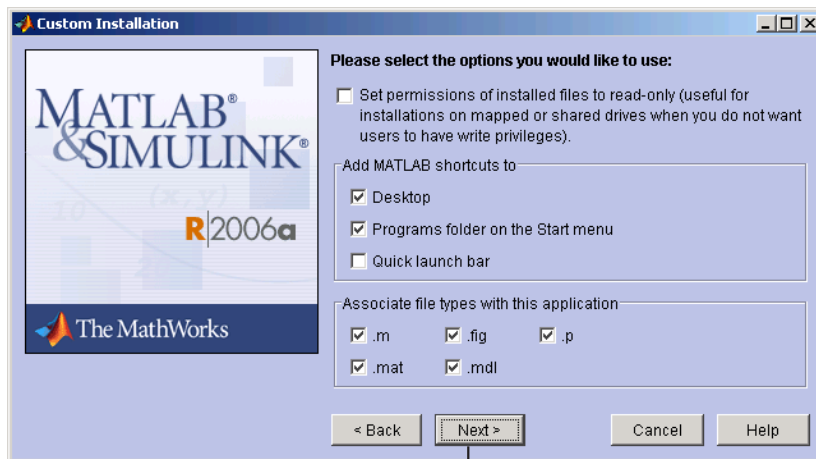 Custom Installation
MATLAB®
&SIMULINK®
R2006a
The MathWorks
Please select the options you would like to use:
Set permissions of installed files to read-only (useful for
installations on mapped or shared drives when you do not want
users to have write privileges).
Add MATLAB shortcuts to
Desktop
Programs folder on the Start menu
Quick launch bar
Associate file types with this application
.m .fig .p
.mat .mdl
< Back Next > Cancel Help